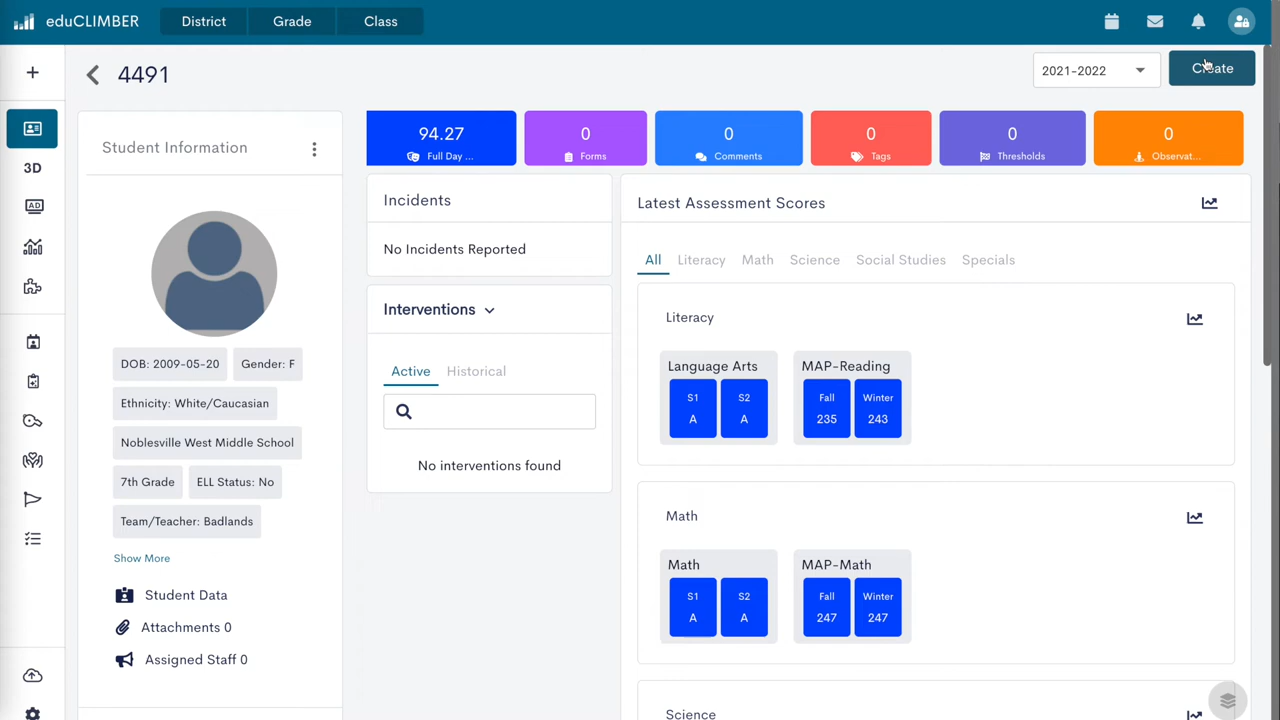 eduCLIMBER
District
Grade
Class
4491
2021-2022
Create
3D
AD
Student Information
DOB: 2009-05-20
Gender: F
Ethnicity: White/Caucasian
Noblesville West Middle School
7th Grade
ELL Status: No
Team/Teacher: Badlands
Show More
Student Data
Attachments 0
Assigned Staff 0
94.27
Full Day ...
0
Forms
0
Comments
0
Tags
0
Thresholds
0
Observat...
Incidents
No Incidents Reported
Interventions
Active
Historical
No interventions found
Latest Assessment Scores
All
Literacy
Math
Science
Social Studies
Specials
Literacy
Language Arts
S1
A
S2
A
MAP-Reading
Fall
235
Winter
243
Math
Math
S1
A
S2
A
MAP-Math
Fall
247
Winter
247
Science